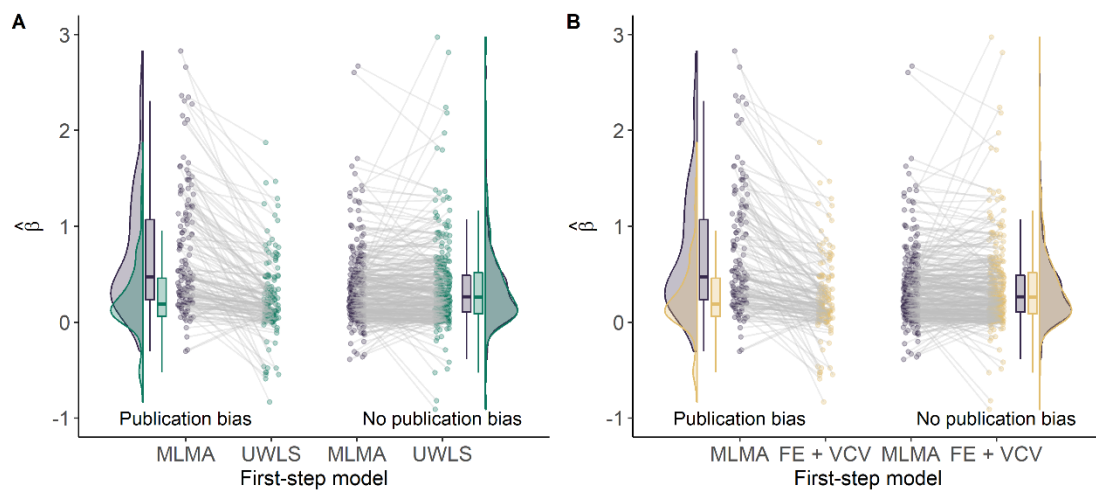 A
3
2
1
0
-1
β̂
Publication bias
No publication bias
MLMA UWLS MLMA UWLS
First-step model
B
3
2
1
0
-1
β̂
Publication bias
No publication bias
MLMA FE + VCV MLMA FE + VCV
First-step model